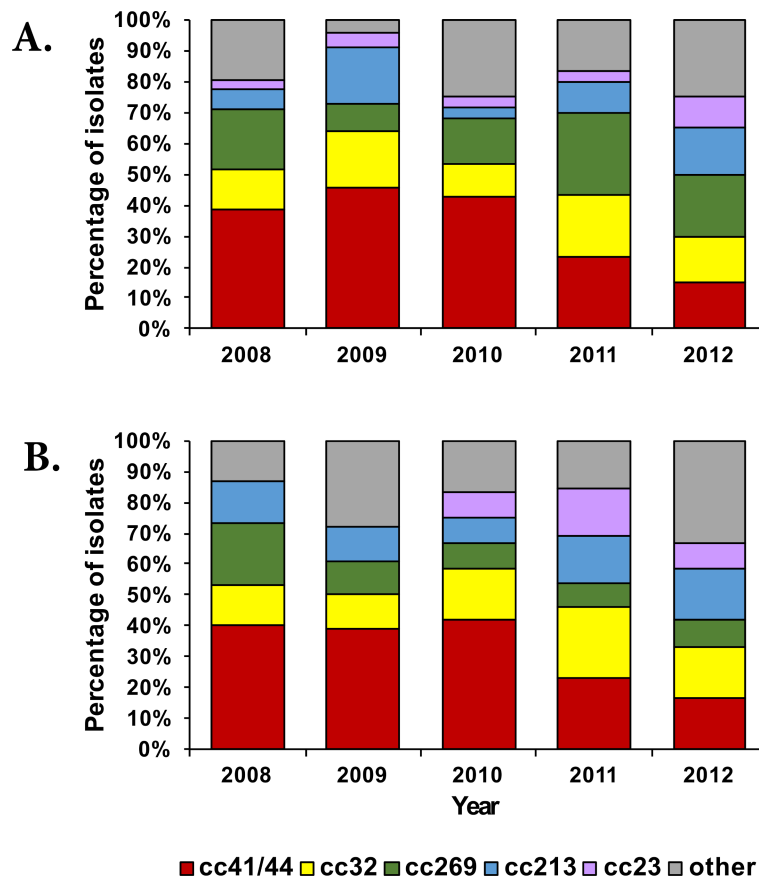 A.
Percentage of isolates
100%
90%
80%
70%
60%
50%
40%
30%
20%
10%
0%
2008 2009 2010 2011 2012
B.
Percentage of isolates
100%
90%
80%
70%
60%
50%
40%
30%
20%
10%
0%
2008 2009 2010 2011 2012
Year
cc41/44 cc32 cc269 cc213 cc23 other